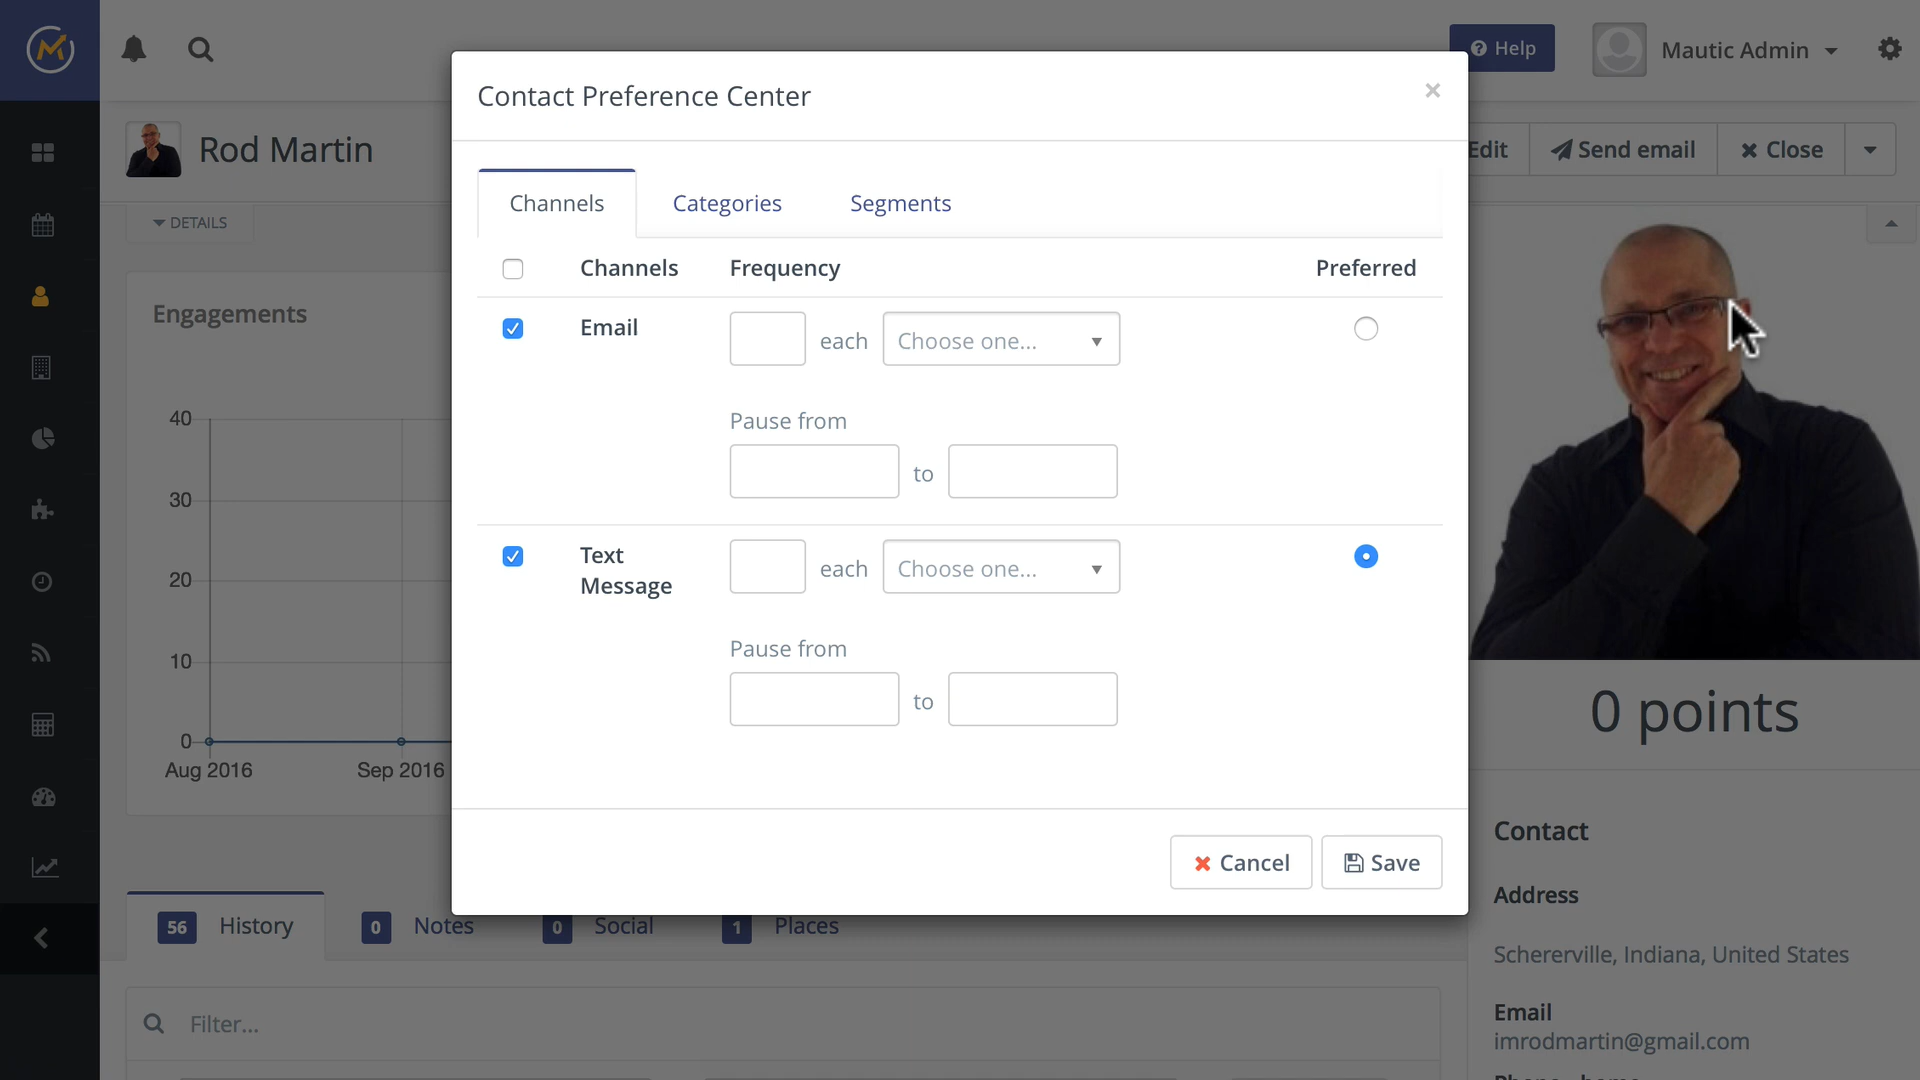 Help
Mautic Admin
Contact Preference Center
×
Rod Martin
Edit
Send email
Close
DETAILS
Channels
Categories
Segments
Channels
Frequency
Preferred
Engagements
Email
each
Choose one...
40
Pause from
to
30
Text
Message
each
Choose one...
20
Pause from
10
to
0 points
0
Aug 2016
Sep 2016
Contact
Cancel
Save
Address
56 History
0 Notes
0 Social
1 Places
Schererville, Indiana, United States
Filter...
Email
imrodmartin@gmail.com